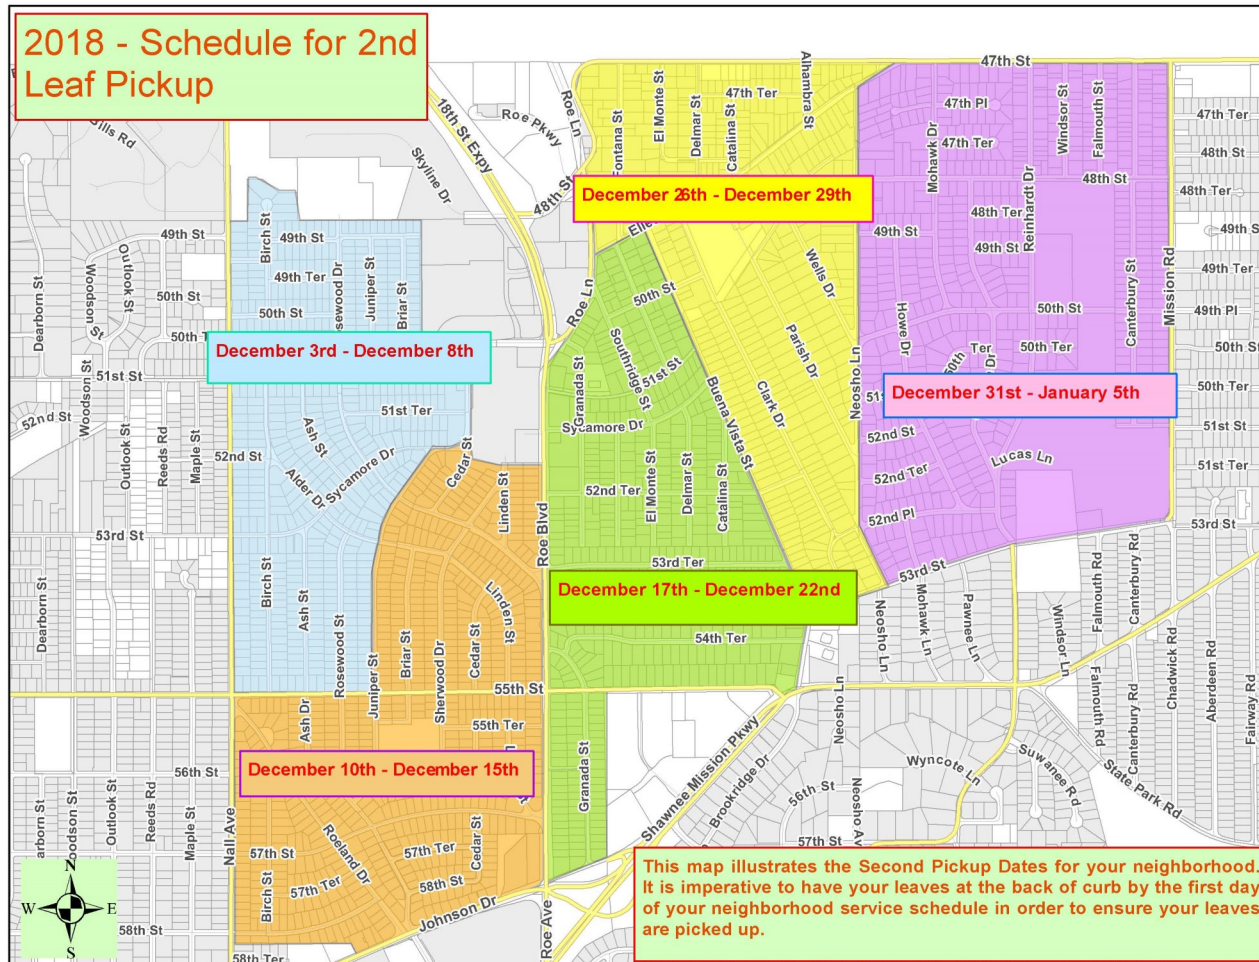 2018 - Schedule for 2nd
Leaf Pickup
47th St
Alhambra St
Roe Ln
El Monte St
47th Ter
Delmar St
Catalina St
Fontana St
47th Pl
Mohawk Dr
47th Ter
Windsor St
Falmouth St
47th Ter
48th St
48th Ter
18th St Expy
Roe Pkwy
Skyline Dr
48th St
December 26th - December 29th
48th St
48th Ter
Reinhardt Dr
49th St
49th St
49th Ter
49th Pl
Mission Rd
Canterbury St
Birch St
49th St
49th Ter
50th St
Juniper St
Briar St
49th St
Outlook St
Woodson St
Dearborn St
50th St
Roe Ln
50th St
Wells Dr
Howe Dr
50th St
50th Ter
50th Ter
50th St
50th Ter
December 3rd - December 8th
Granada St
Southridge St
51st St
Parish Dr
Clark Dr
Buena Vista St
Neosho Ln
December 31st - January 5th
51st St
Woodson St
52nd St
51st Ter
Ash St
Sycamore Dr
51st St
51st Ter
52nd St
Outlook St
Reeds Rd
Maple St
52nd St
Alder Dr
Sycamore Dr
Cedar St
Linden St
Roe Blvd
52nd Ter
El Monte St
Delmar St
Catalina St
52nd Ter
Lucas Ln
52nd Pl
53rd St
53rd St
53rd St
53rd Ter
Birch St
Ash St
Rosewood St
Juniper St
Briar St
Sherwood Dr
Cedar St
Linden St
December 17th - December 22nd
54th Ter
Dearborn St
Neosho Ln
Mohawk Ln
Pawnee Ln
Windsor Ln
Falmouth Rd
Canterbury Rd
Chadwick Rd
Aberdeen Rd
Fairway Rd
55th St
Ash Dr
55th Ter
Neosho Ln
Falmouth Rd
Canterbury Rd
State Park Rd
December 10th - December 15th
56th St
Granada St
Shawnee Mission Pkwy
Brookridge Dr
56th St
Wyncote Ln
Suwanee Rd
Outlook St
Reeds Rd
Maple St
Nall Ave
57th St
Roeland Dr
57th Ter
57th Ter
58th St
Cedar St
Birch St
57th St
58th St
58th Ter
Johnson Dr
Roe Ave
N
W
E
S
This map illustrates the Second Pickup Dates for your neighborhood.
It is imperative to have your leaves at the back of curb by the first day
of your neighborhood service schedule in order to ensure your leaves
are picked up.